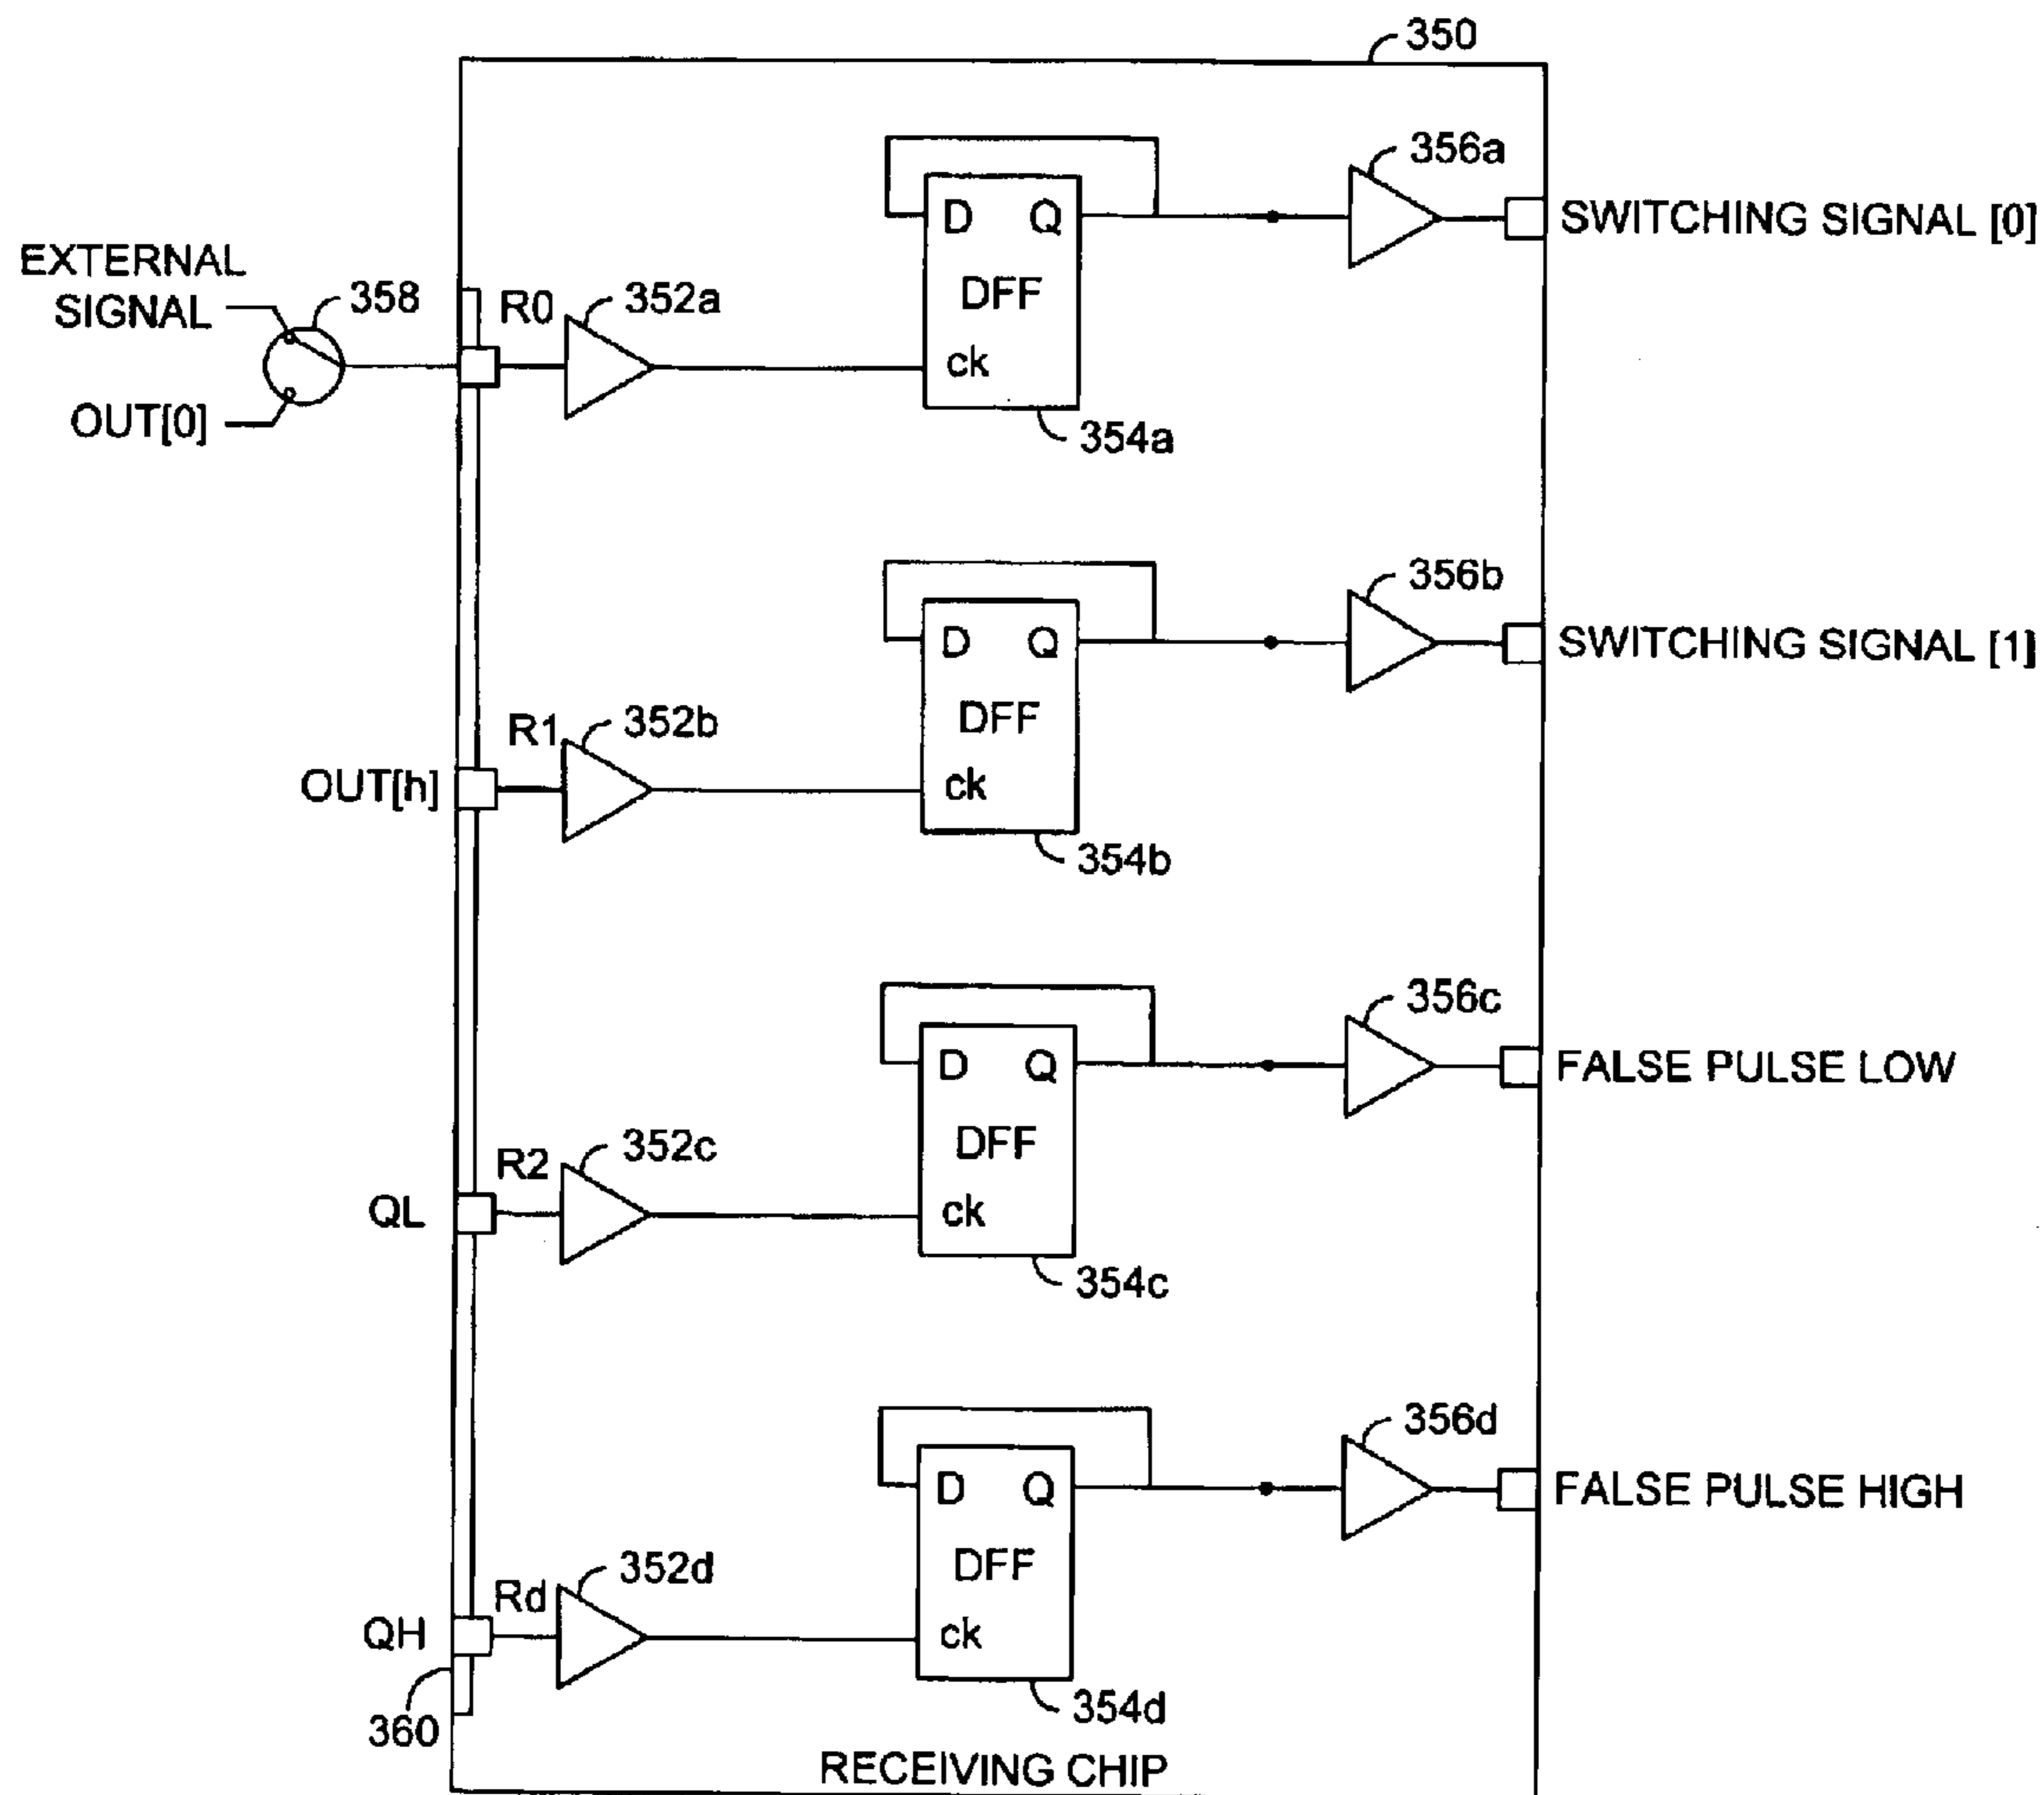 350
356a
D Q
SWITCHING SIGNAL [0]
EXTERNAL
SIGNAL
358
R0
352a
DFF
ck
OUT[0]
354a
356b
D Q
SWITCHING SIGNAL [1]
R1
352b
DFF
OUT[h]
ck
354b
356c
D Q
FALSE PULSE LOW
R2
352c
DFF
QL
ck
354c
356d
D Q
FALSE PULSE HIGH
Rd
352d
DFF
QH
ck
360
354d
RECEIVING CHIP